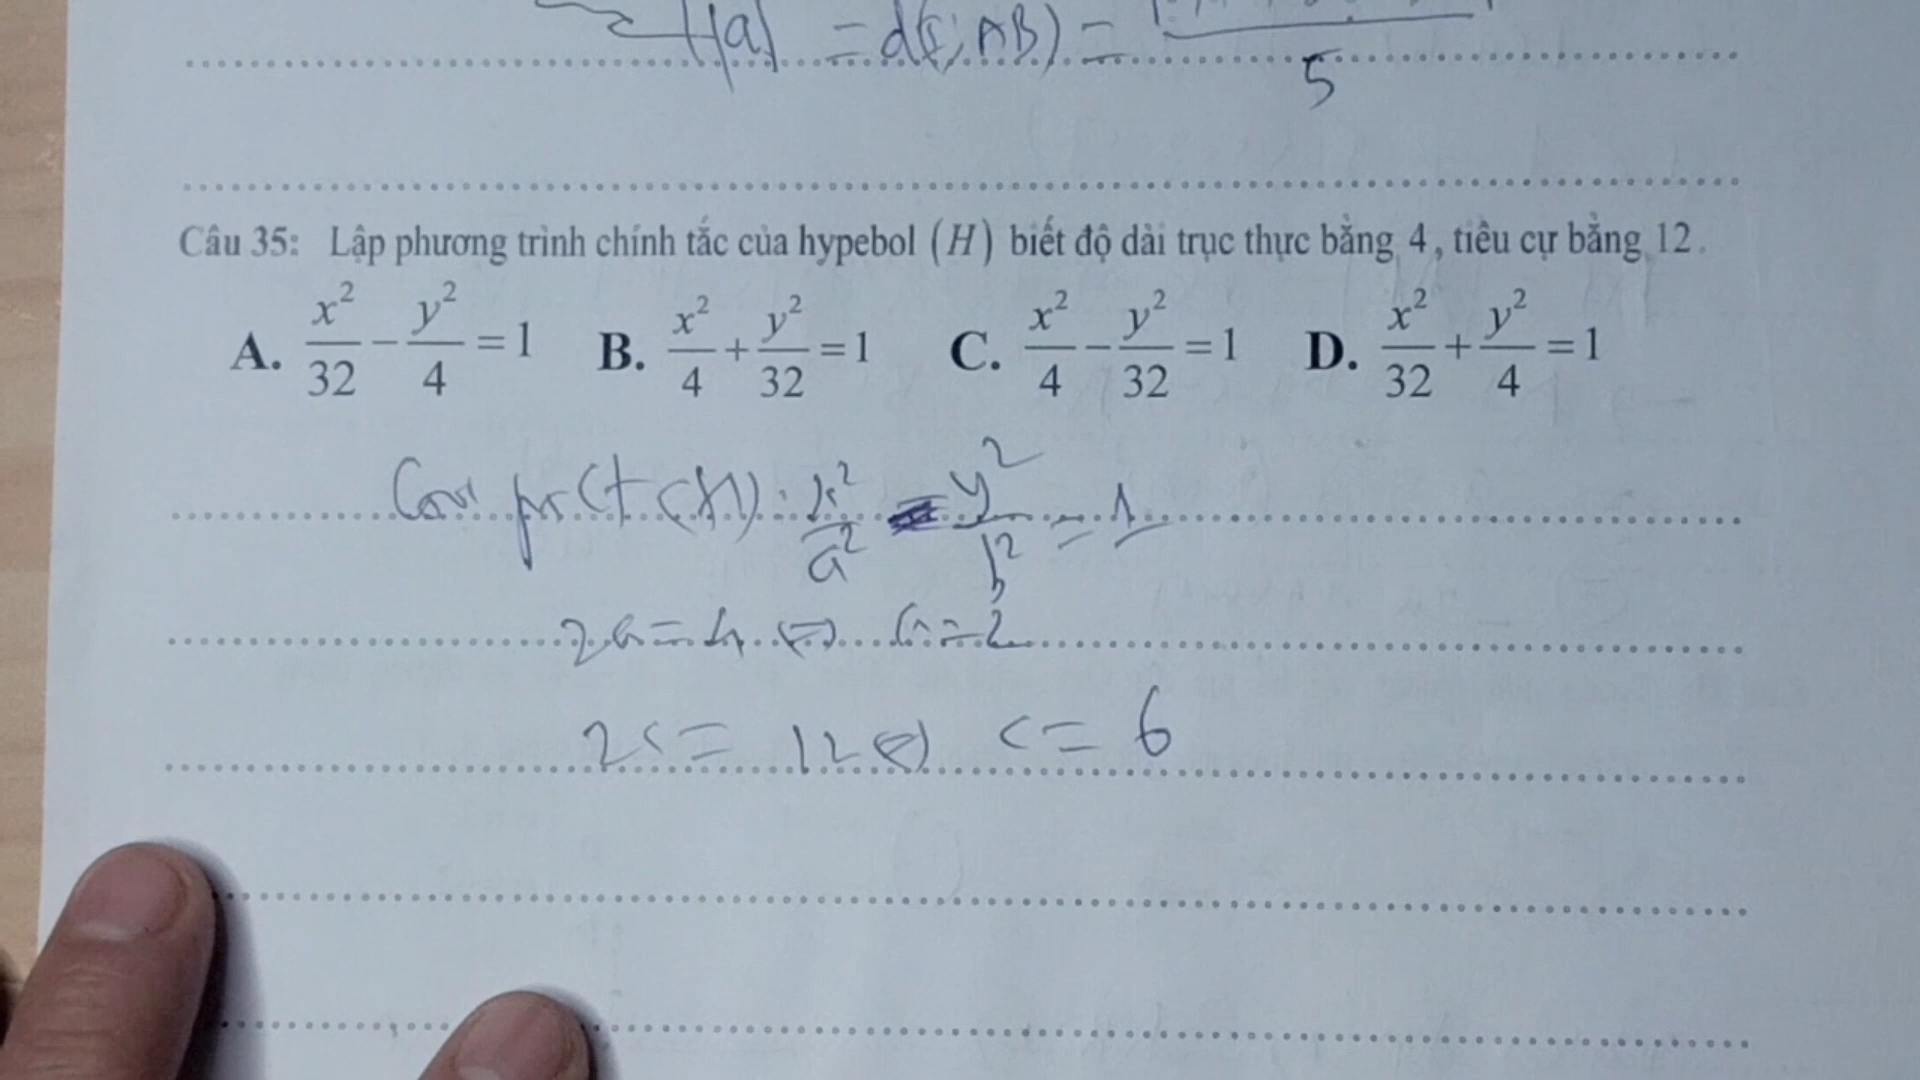 = d(I; AB) =
5
Câu 35: Lập phương trình chính tắc của hypebol (H) biết độ dài trục thực bằng 4, tiêu cự bằng 12.
A. x²/32 − y²/4 = 1 B. x²/4 + y²/32 = 1 C. x²/4 − y²/32 = 1 D. x²/32 + y²/4 = 1
(H): x²/a² − y²/b² = 1
2a = 4 ⇔ a = 2
2c = 12 ⇔ c = 6